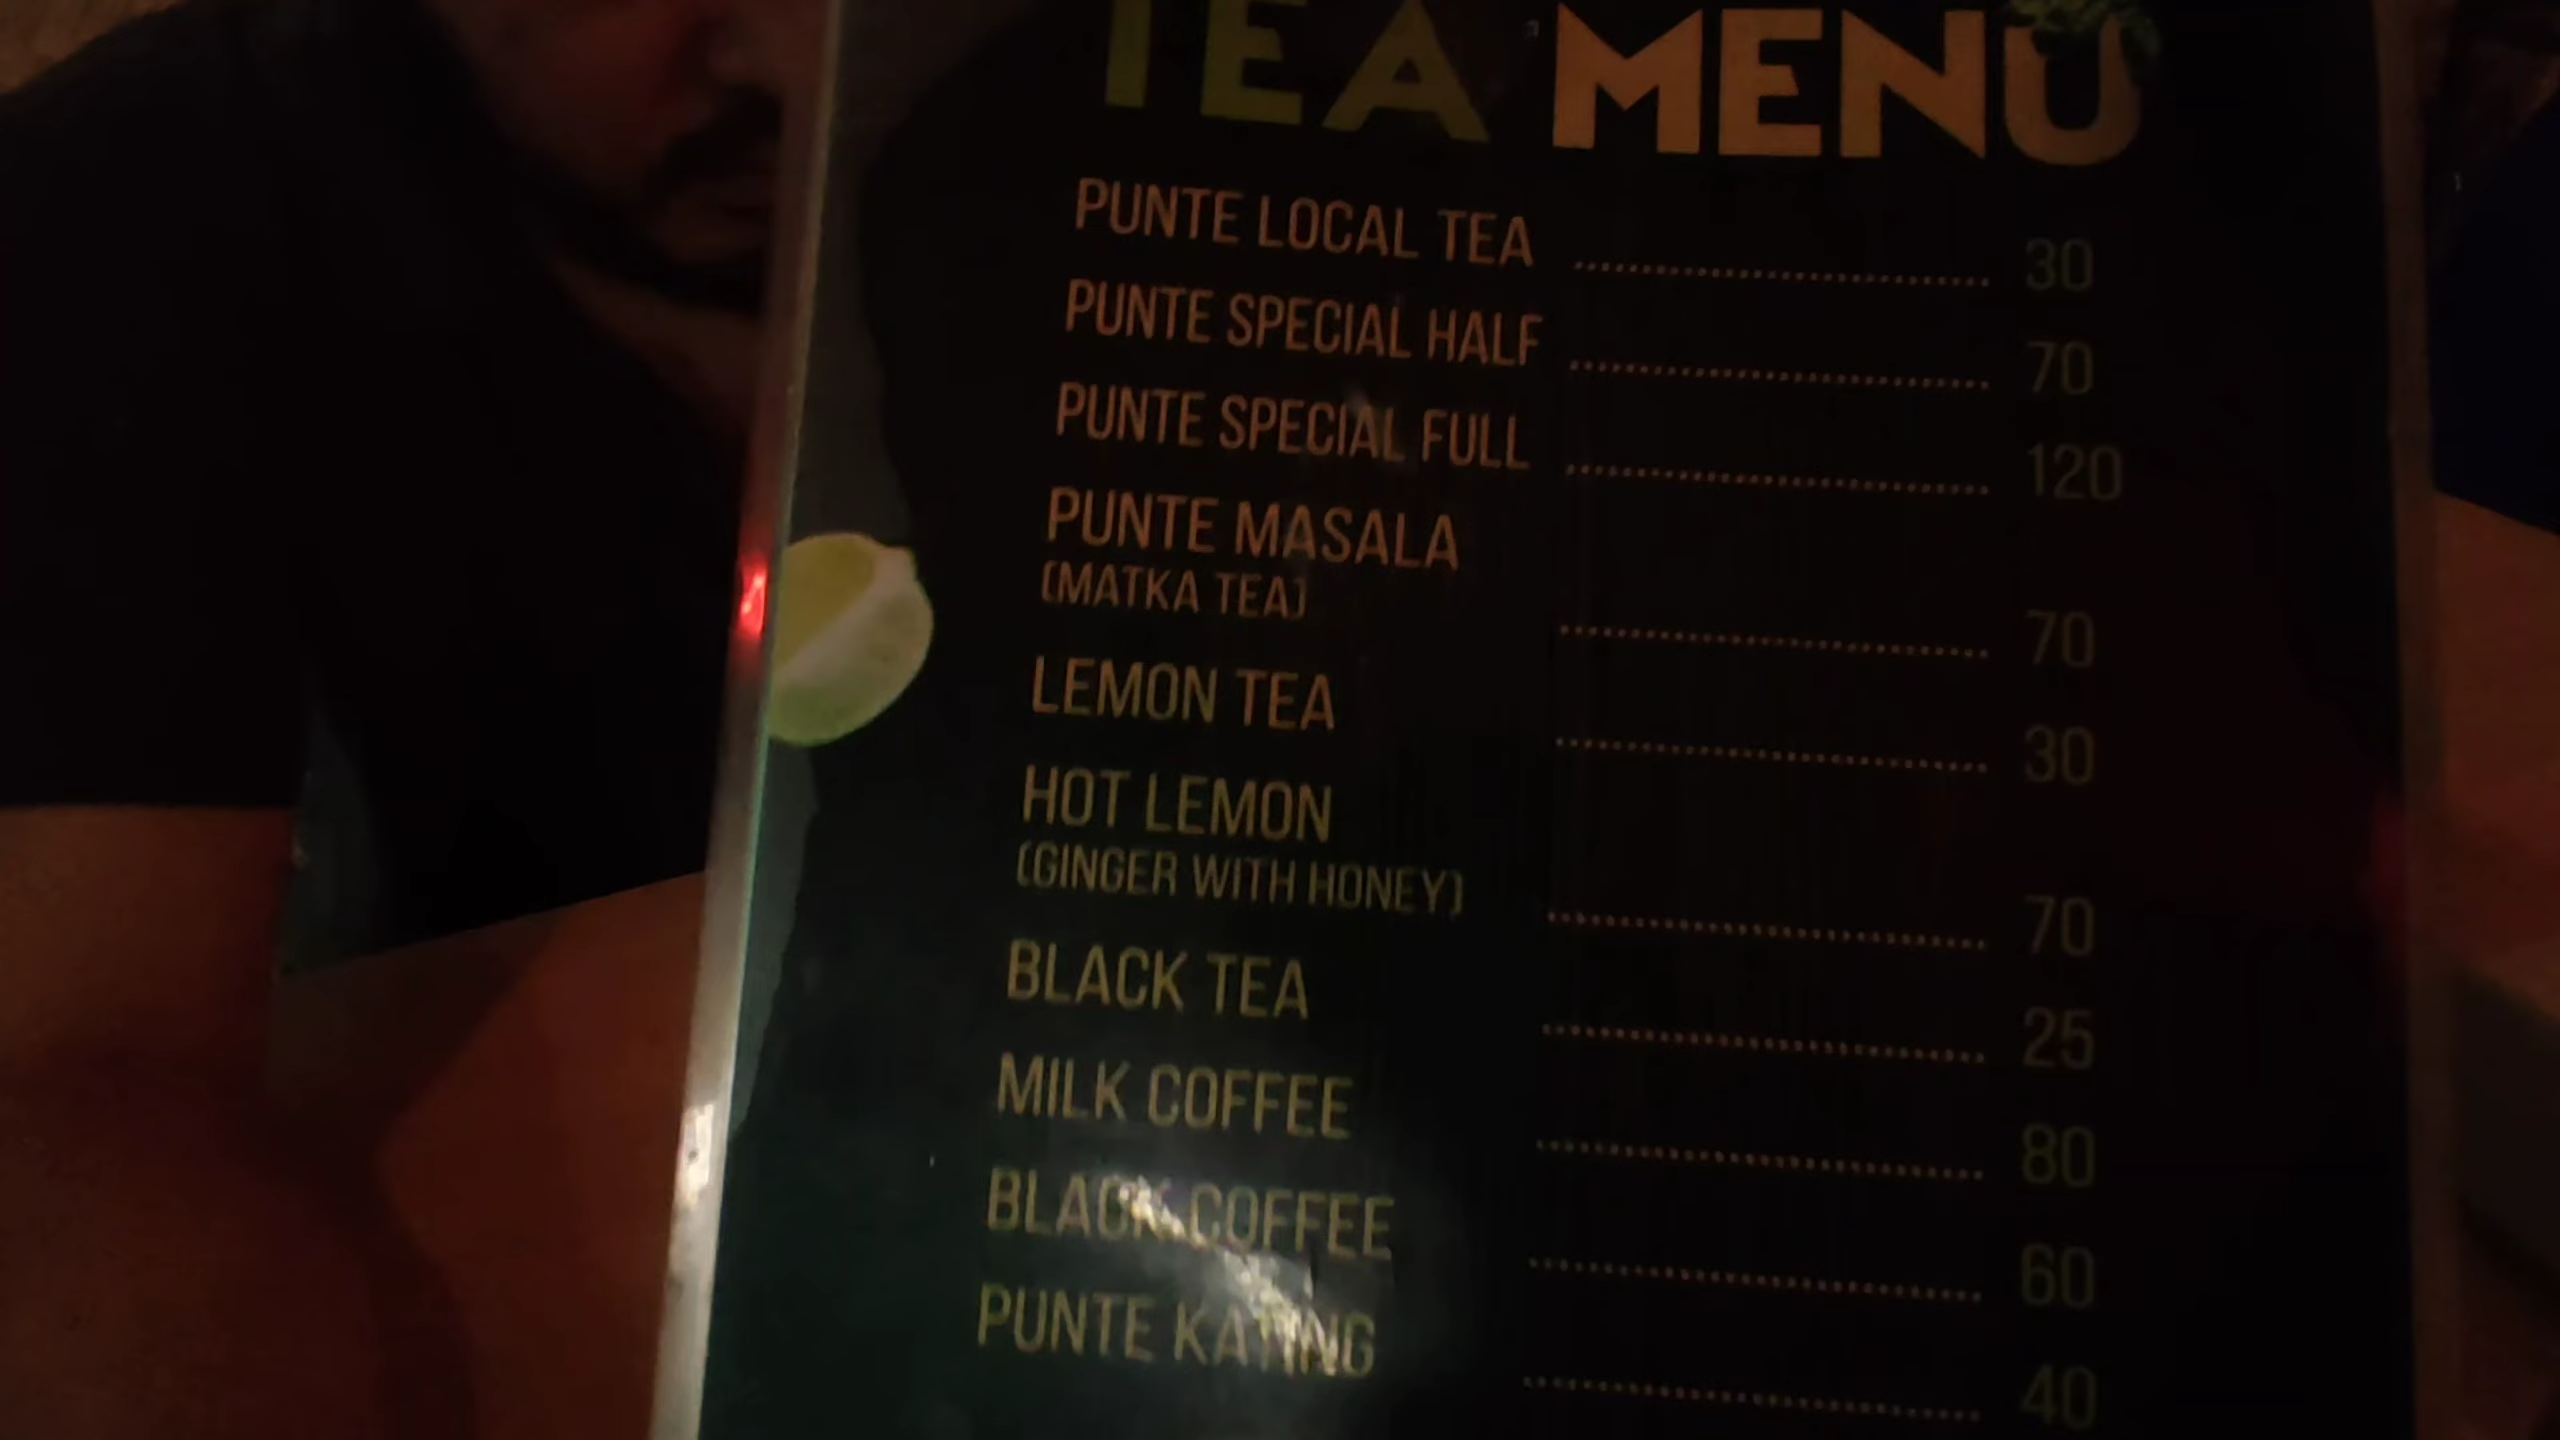 TEA MENU
PUNTE LOCAL TEA ........................ 30
PUNTE SPECIAL HALF ........................ 70
PUNTE SPECIAL FULL ........................ 120
PUNTE MASALA
(MATKA TEA) ........................ 70
LEMON TEA ........................ 30
HOT LEMON
(GINGER WITH HONEY) ........................ 70
BLACK TEA ........................ 25
MILK COFFEE ........................ 80
BLACK COFFEE ........................ 60
PUNTE ........................ 40